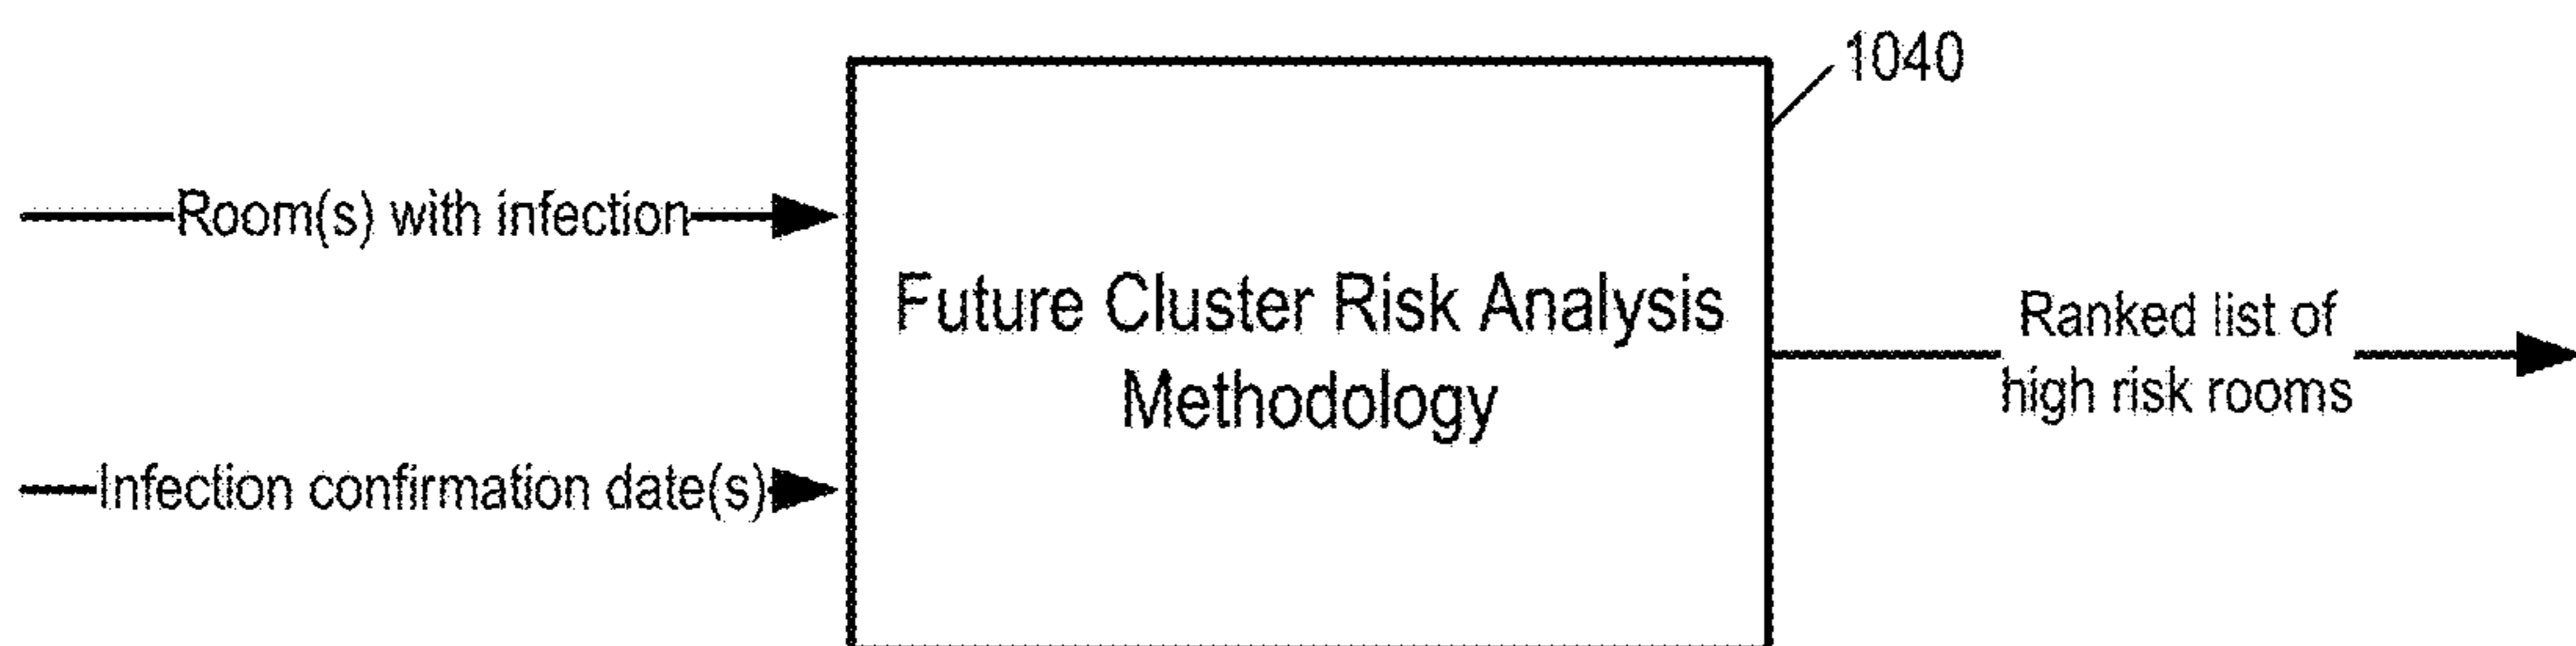 1040
Room(s) with infection
Future Cluster Risk Analysis
Methodology
Ranked list of
high risk rooms
Infection confirmation date(s)